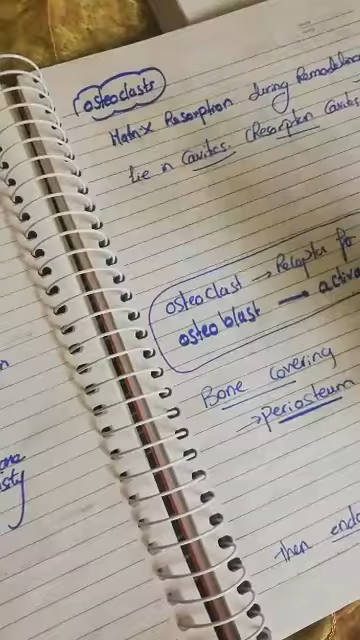 osteoclasts
Matrix Resorption during Remodeling
Lie in Cavities. (Resorption Cavities
osteoclast → Receptor for
osteoblast — activa
Bone covering
→ Periosteum
Then endo